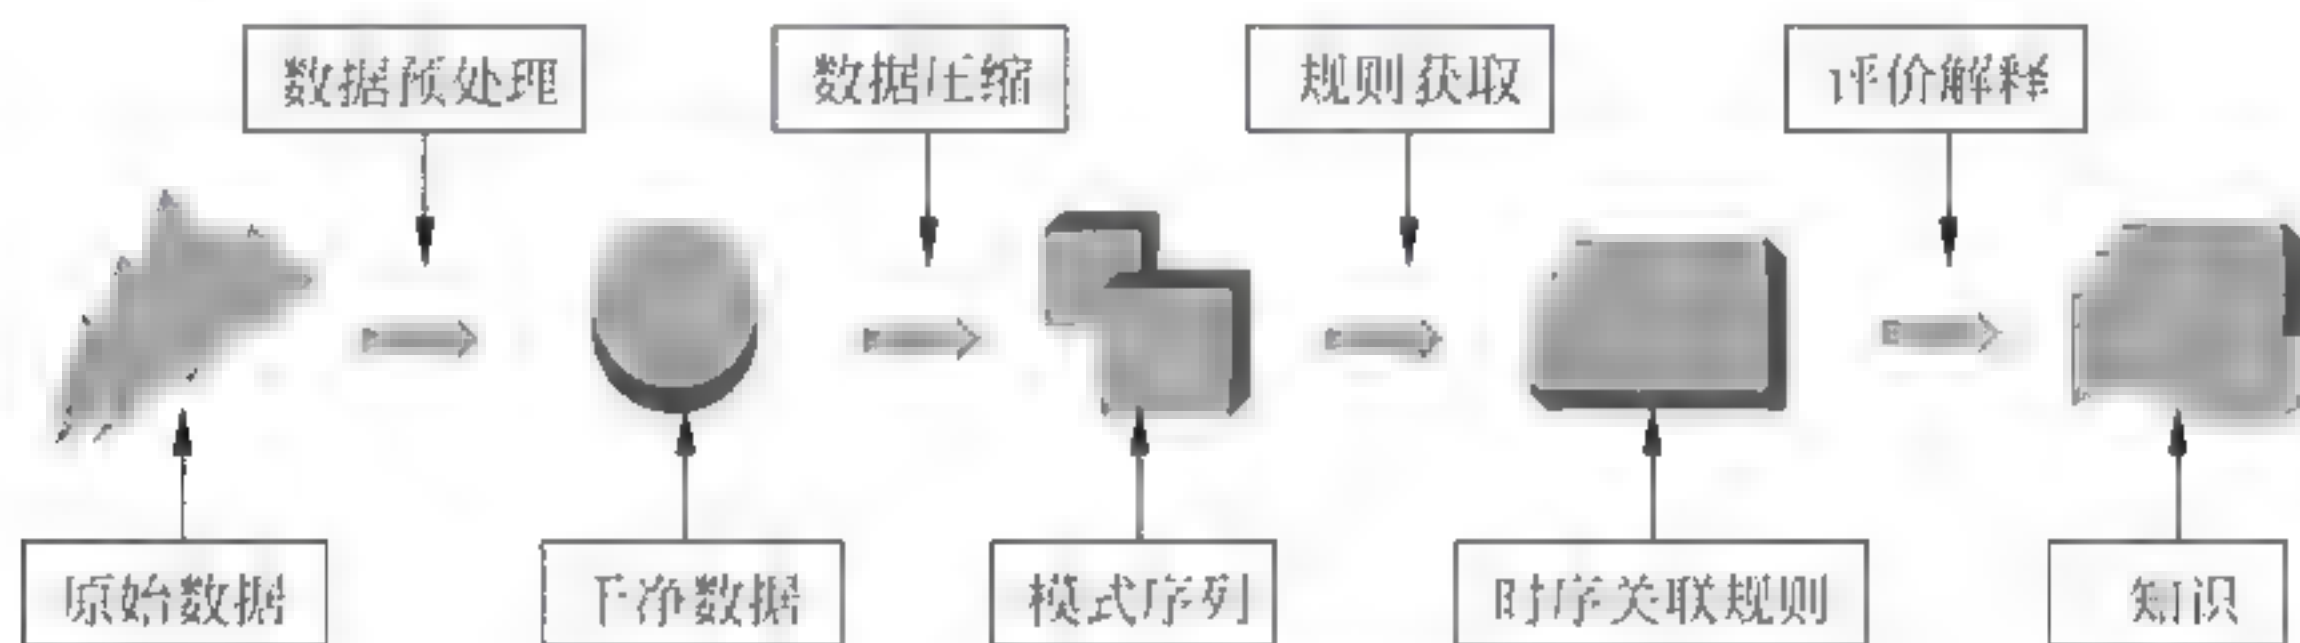 数据预处理
数据压缩
规则获取
评价解释
原始数据
干净数据
模式序列
时序关联规则
知识